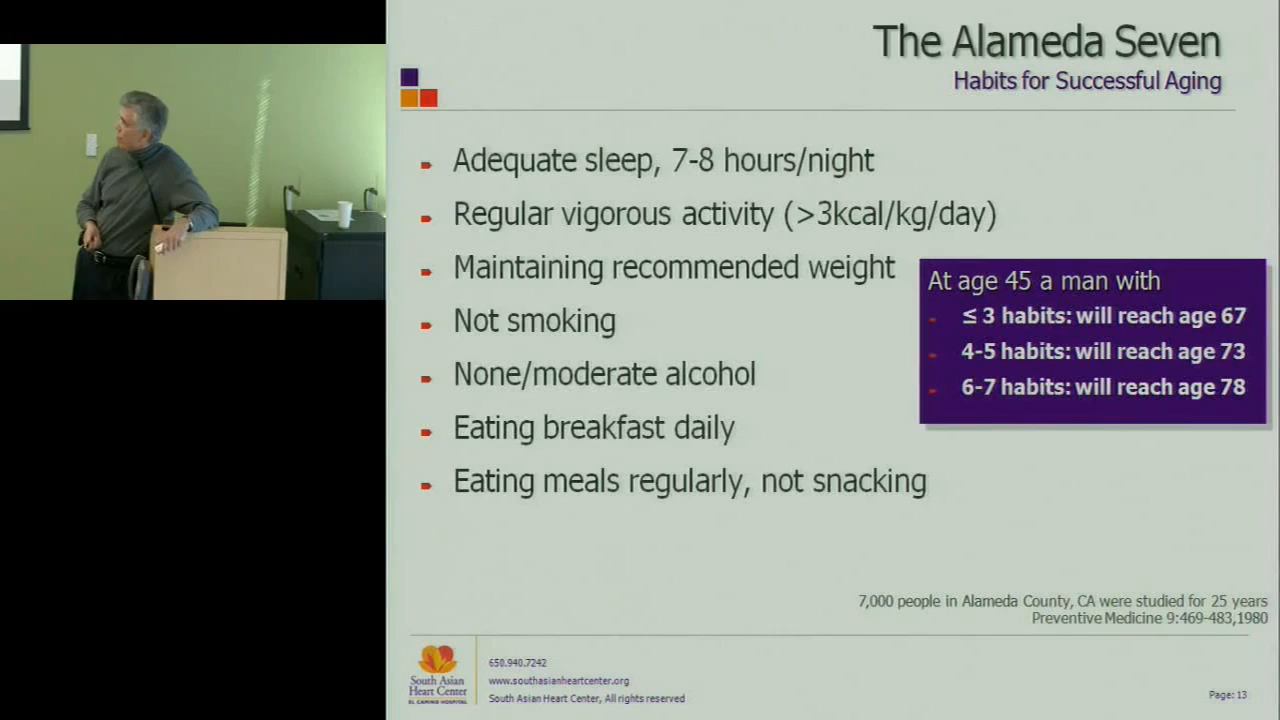 The Alameda Seven
Habits for Successful Aging
Adequate sleep, 7-8 hours/night
Regular vigorous activity (>3kcal/kg/day)
Maintaining recommended weight
Not smoking
None/moderate alcohol
Eating breakfast daily
Eating meals regularly, not snacking
At age 45 a man with
≤ 3 habits: will reach age 67
4-5 habits: will reach age 73
6-7 habits: will reach age 78
7,000 people in Alameda County, CA were studied for 25 years
Preventive Medicine 9:469-483,1980
South Asian
Heart Center
EL CAMINO HOSPITAL
650.940.7242
www.southasianheartcenter.org
South Asian Heart Center, All rights reserved
Page: 13